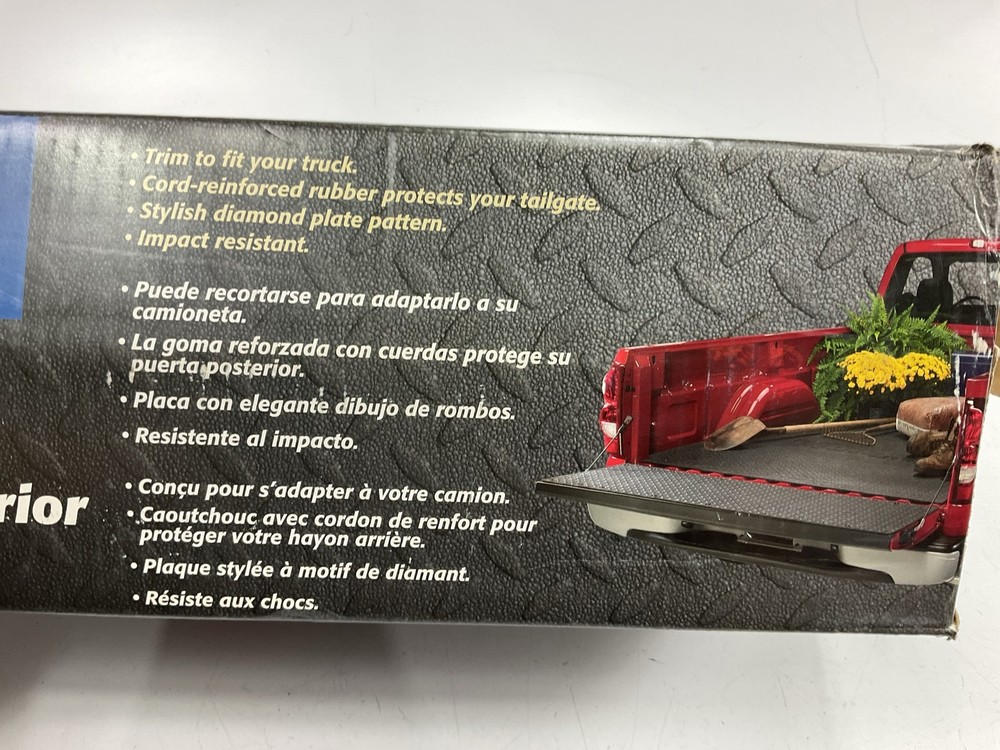 • Trim to fit your truck.
• Cord-reinforced rubber protects your tailgate.
• Stylish diamond plate pattern.
• Impact resistant.
• Puede recortarse para adaptarlo a su
camioneta.
• La goma reforzada con cuerdas protege su
puerta posterior.
• Placa con elegante dibujo de rombos.
• Resistente al impacto.
rior
• Conçu pour s'adapter à votre camion.
• Caoutchouc avec cordon de renfort pour
protéger votre hayon arrière.
• Plaque stylée à motif de diamant.
• Résiste aux chocs.